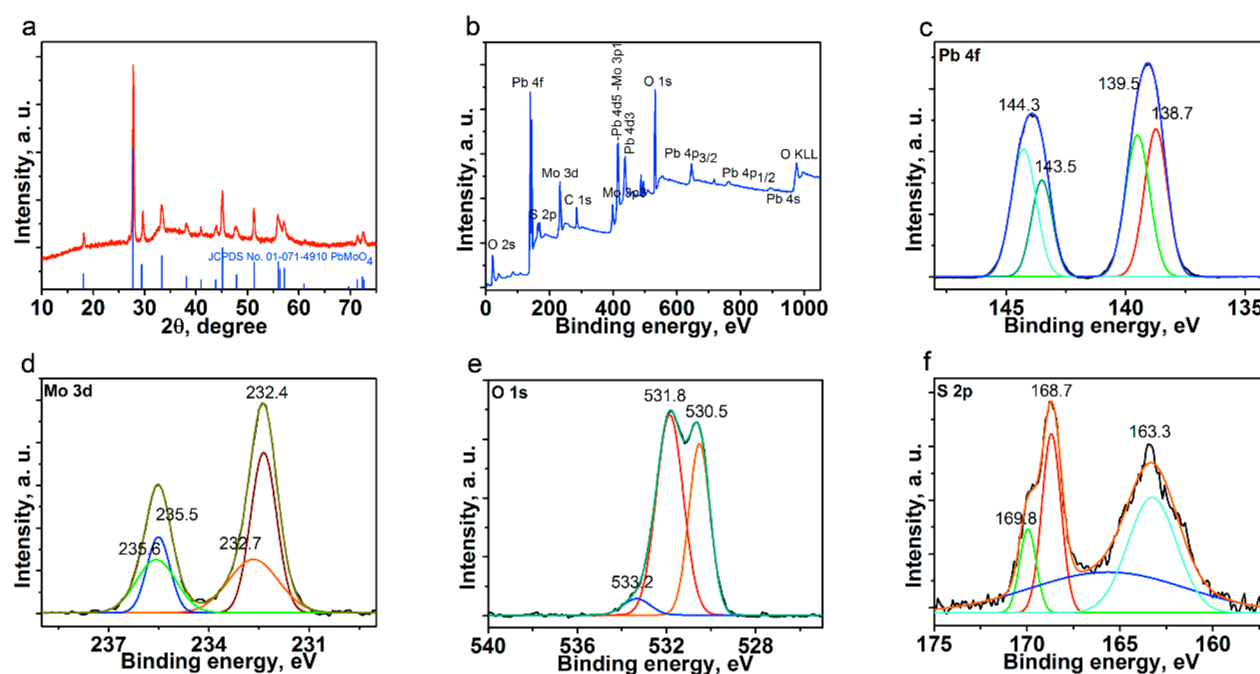 a
Intensity, a. u.
JCPDS No. 01-071-4910 PbMoO4
10 20 30 40 50 60 70
2θ, degree
b
Intensity, a. u.
O 2s
Pb 4f
S 2p
Mo 3d
C 1s
Mo 3p3
-Pb 4d5 -Mo 3p1
Pb 4d3
O 1s
Pb 4p3/2
Pb 4p1/2
Pb 4s
O KLL
0 200 400 600 800 1000
Binding energy, eV
c
Pb 4f
Intensity, a. u.
144.3
143.5
139.5
138.7
145 140 135
Binding energy, eV
d
Mo 3d
Intensity, a. u.
232.4
235.5
235.6
232.7
237 234 231
Binding energy, eV
e
O 1s
Intensity, a. u.
531.8
530.5
533.2
540 536 532 528
Binding energy, eV
f
S 2p
Intensity, a. u.
168.7
163.3
169.8
175 170 165 160
Binding energy, eV